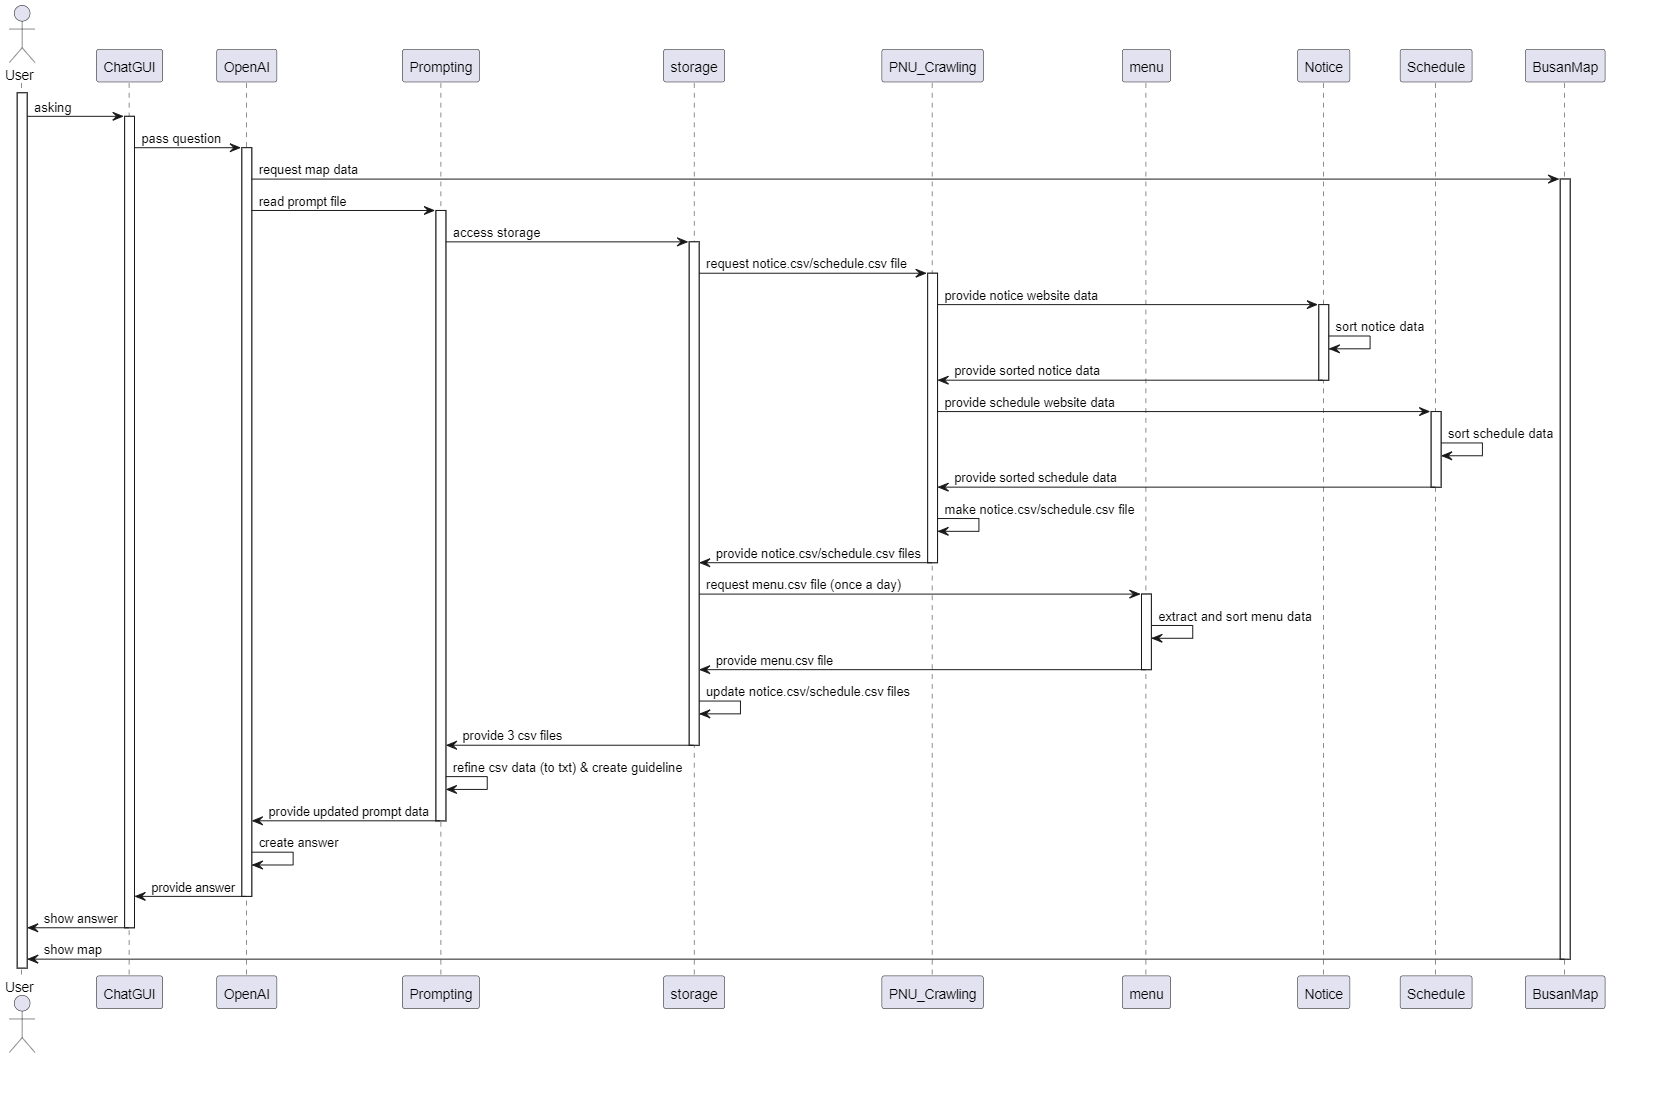 User
ChatGUI
OpenAI
Prompting
storage
PNU_Crawling
menu
Notice
Schedule
BusanMap
asking
pass question
request map data
read prompt file
access storage
request notice.csv/schedule.csv file
provide notice website data
sort notice data
provide sorted notice data
provide schedule website data
sort schedule data
provide sorted schedule data
make notice.csv/schedule.csv file
provide notice.csv/schedule.csv files
request menu.csv file (once a day)
extract and sort menu data
provide menu.csv file
update notice.csv/schedule.csv files
provide 3 csv files
refine csv data (to txt) & create guideline
provide updated prompt data
create answer
provide answer
show answer
show map
User
ChatGUI
OpenAI
Prompting
storage
PNU_Crawling
menu
Notice
Schedule
BusanMap